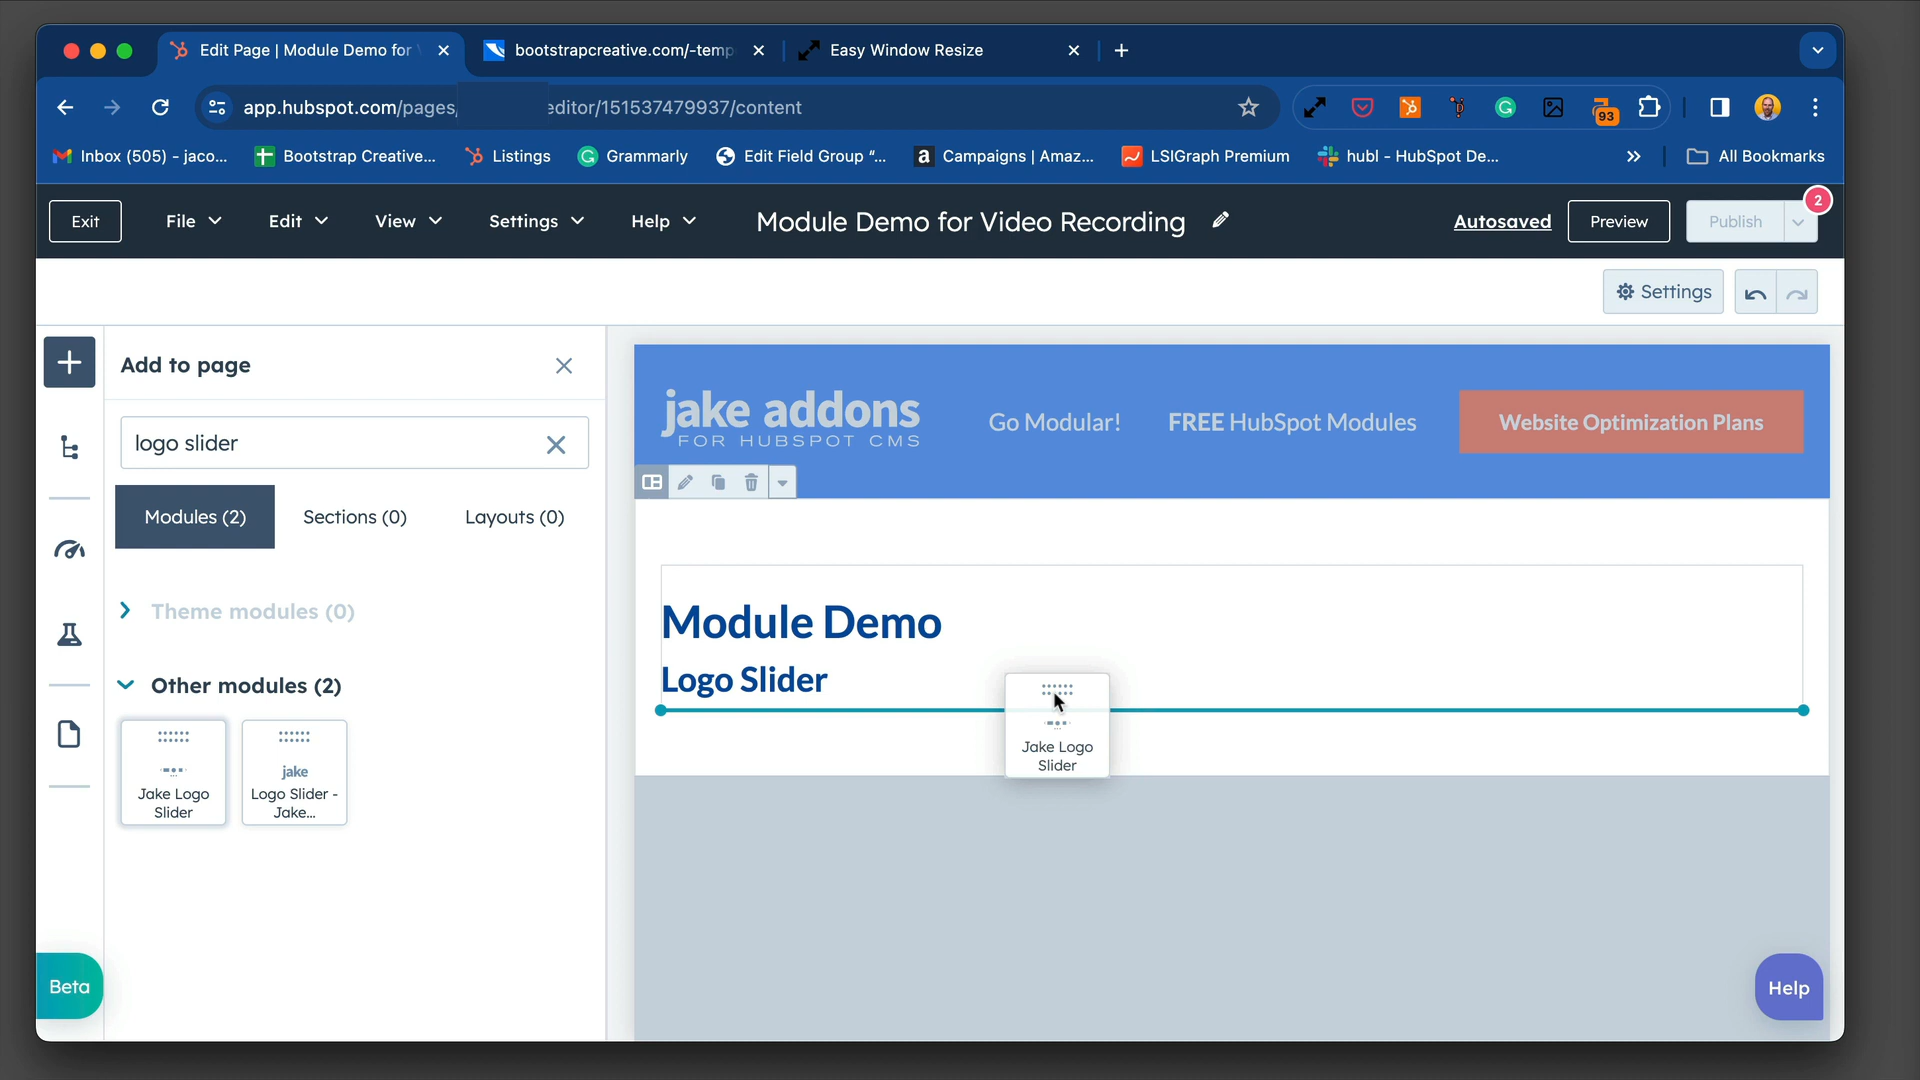 Edit Page | Module Demo for
bootstrapcreative.com/-temp
Easy Window Resize
app.hubspot.com/pages/
editor/151537479937/content
93
Inbox (505) - jaco...
Bootstrap Creative...
Listings
Grammarly
Edit Field Group “...
Campaigns | Amaz...
LSIGraph Premium
hubl - HubSpot De...
All Bookmarks
Exit
File
Edit
View
Settings
Help
Module Demo for Video Recording
Autosaved
Preview
Publish
2
Settings
Add to page
logo slider
Modules (2)
Sections (0)
Layouts (0)
Theme modules (0)
Other modules (2)
Jake Logo
Slider
jake
Logo Slider -
Jake...
Beta
jake addons
FOR HUBSPOT CMS
Go Modular!
FREE HubSpot Modules
Website Optimization Plans
Module Demo
Logo Slider
Jake Logo
Slider
Help